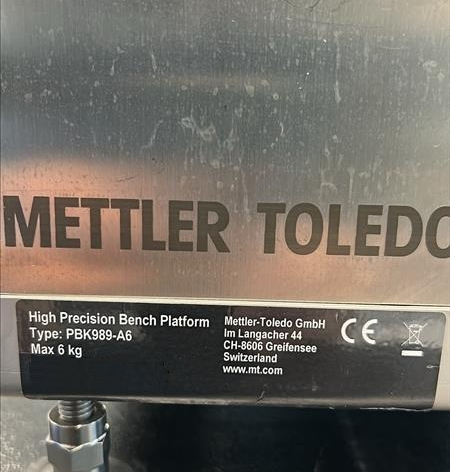 METTLER TOLEDO
High Precision Bench Platform
Type: PBK989-A6
Max 6 kg
Mettler-Toledo GmbH
Im Langacher 44
CH-8606 Greifensee
Switzerland
www.mt.com
CE